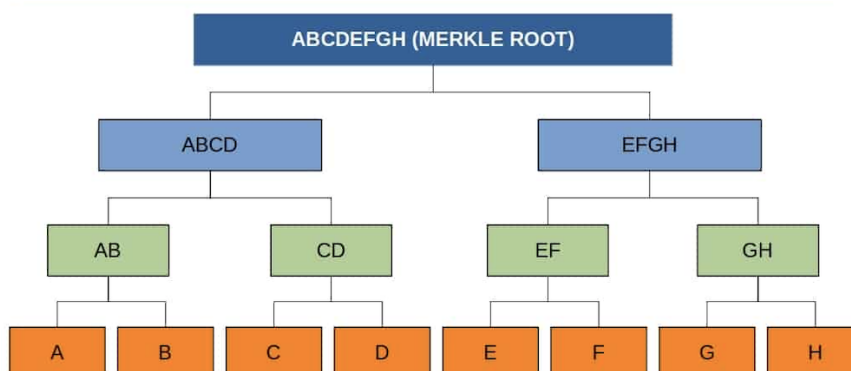 ABCDEFGH (MERKLE ROOT)
ABCD
EFGH
AB
CD
EF
GH
A
B
C
D
E
F
G
H